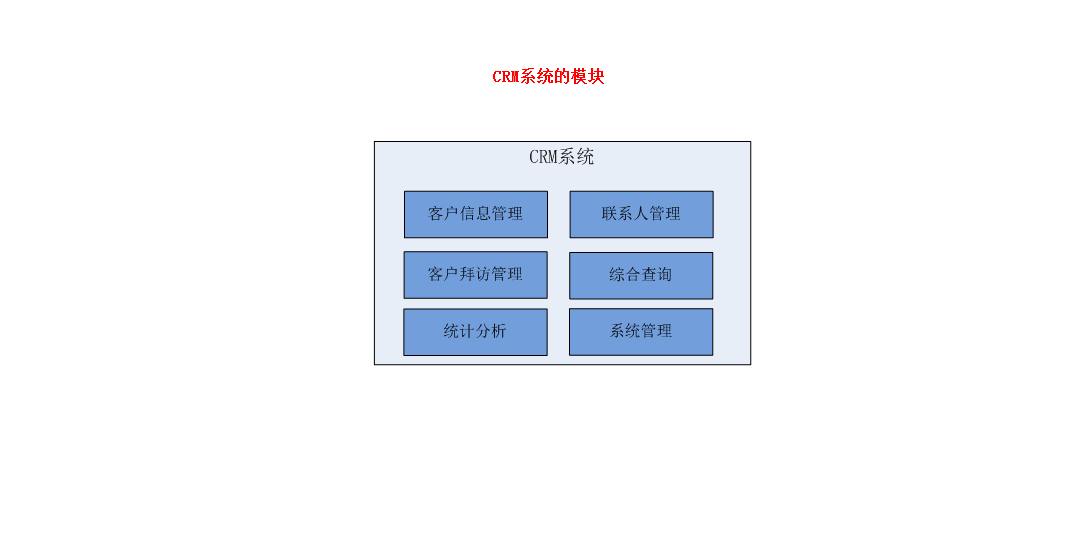 CRM系统的模块
CRM系统
客户信息管理
联系人管理
客户拜访管理
综合查询
统计分析
系统管理